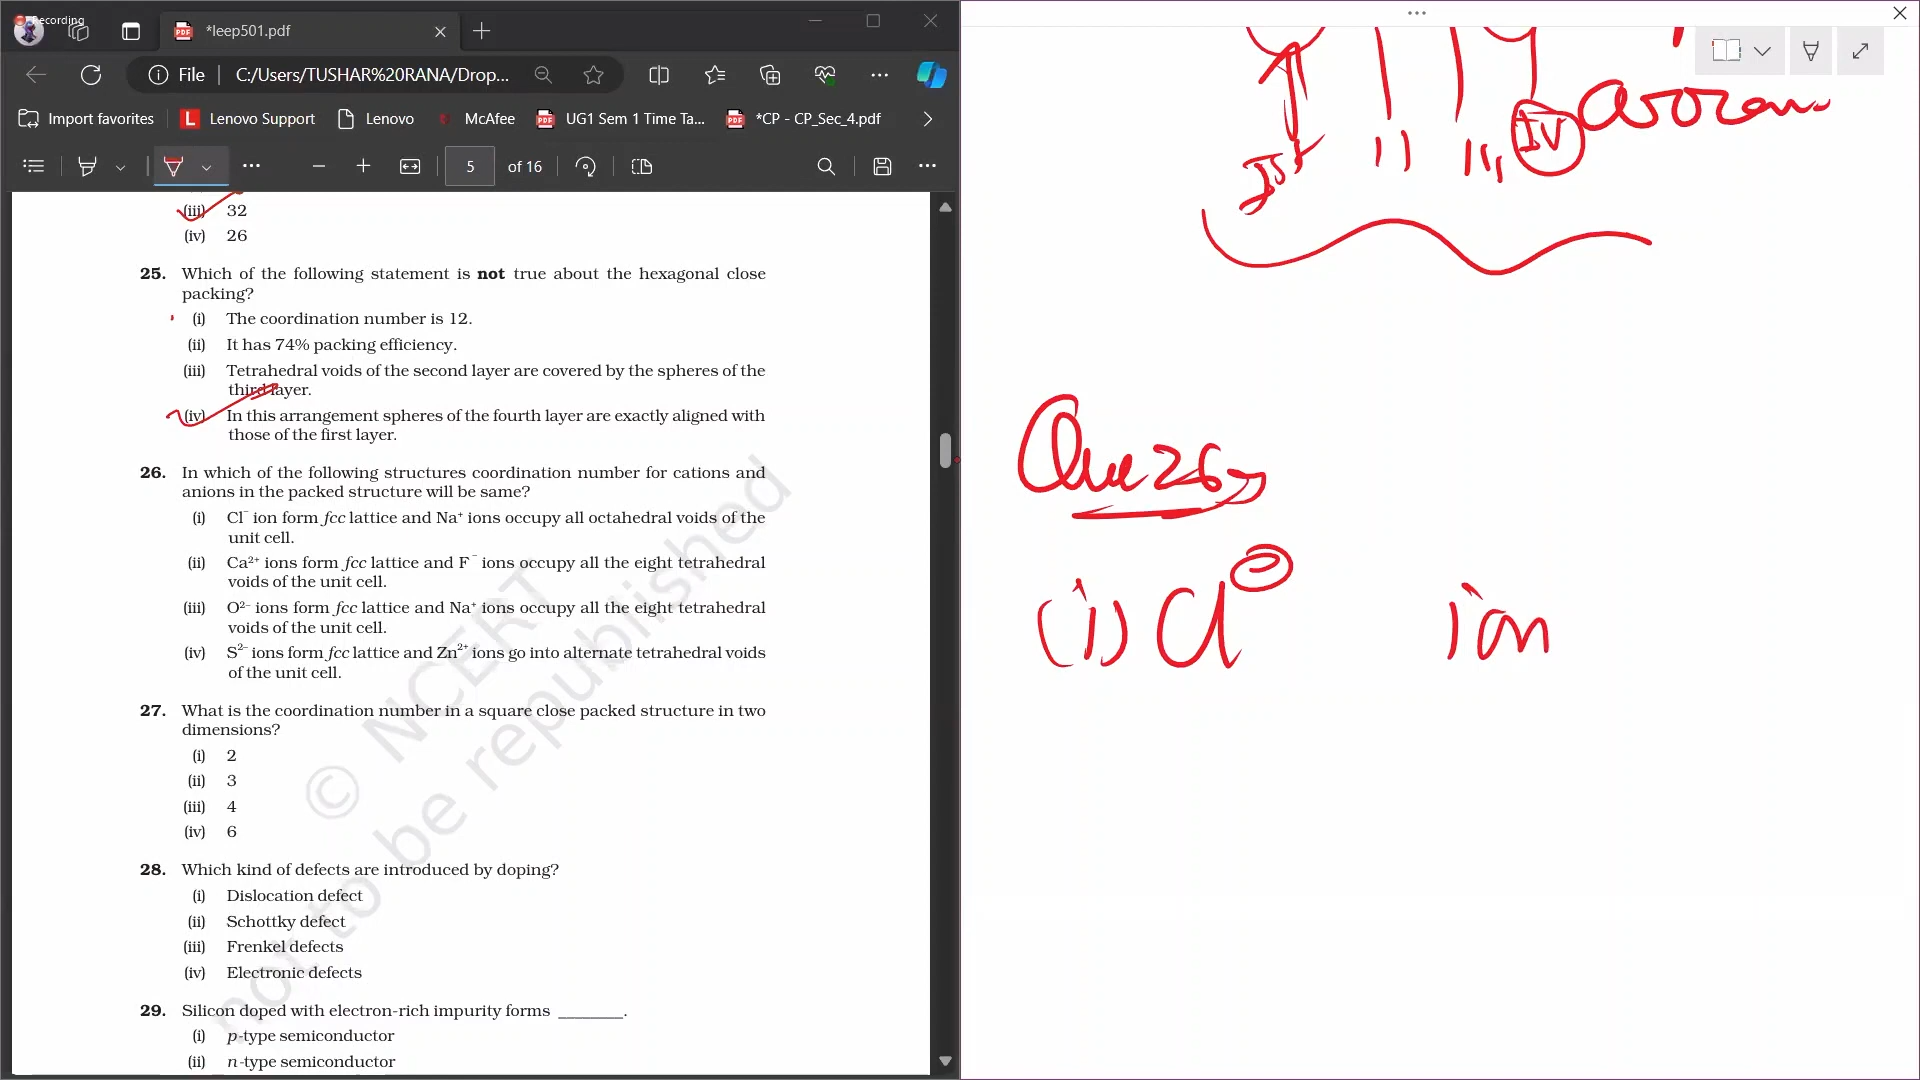 Recording
*leep501.pdf
File
C:/Users/TUSHAR%20RANA/Drop...
Import favorites
Lenovo Support
Lenovo
McAfee
UG1 Sem 1 Time Ta...
*CP - CP_Sec_4.pdf
5 of 16
(iii) 32
(iv) 26
25. Which of the following statement is not true about the hexagonal close
packing?
(i) The coordination number is 12.
(ii) It has 74% packing efficiency.
(iii) Tetrahedral voids of the second layer are covered by the spheres of the
third layer.
(iv) In this arrangement spheres of the fourth layer are exactly aligned with
those of the first layer.
26. In which of the following structures coordination number for cations and
anions in the packed structure will be same?
(i) Cl⁻ ion form fcc lattice and Na⁺ ions occupy all octahedral voids of the
unit cell.
(ii) Ca²⁺ ions form fcc lattice and F⁻ ions occupy all the eight tetrahedral
voids of the unit cell.
(iii) O²⁻ ions form fcc lattice and Na⁺ ions occupy all the eight tetrahedral
voids of the unit cell.
(iv) S²⁻ ions form fcc lattice and Zn²⁺ ions go into alternate tetrahedral voids
of the unit cell.
27. What is the coordination number in a square close packed structure in two
dimensions?
(i) 2
(ii) 3
(iii) 4
(iv) 6
28. Which kind of defects are introduced by doping?
(i) Dislocation defect
(ii) Schottky defect
(iii) Frenkel defects
(iv) Electronic defects
29. Silicon doped with electron-rich impurity forms ________.
(i) p-type semiconductor
(ii) n-type semiconductor
© NCERT
not to be republished
IV
Que 26
(i) Cl⁻ ion